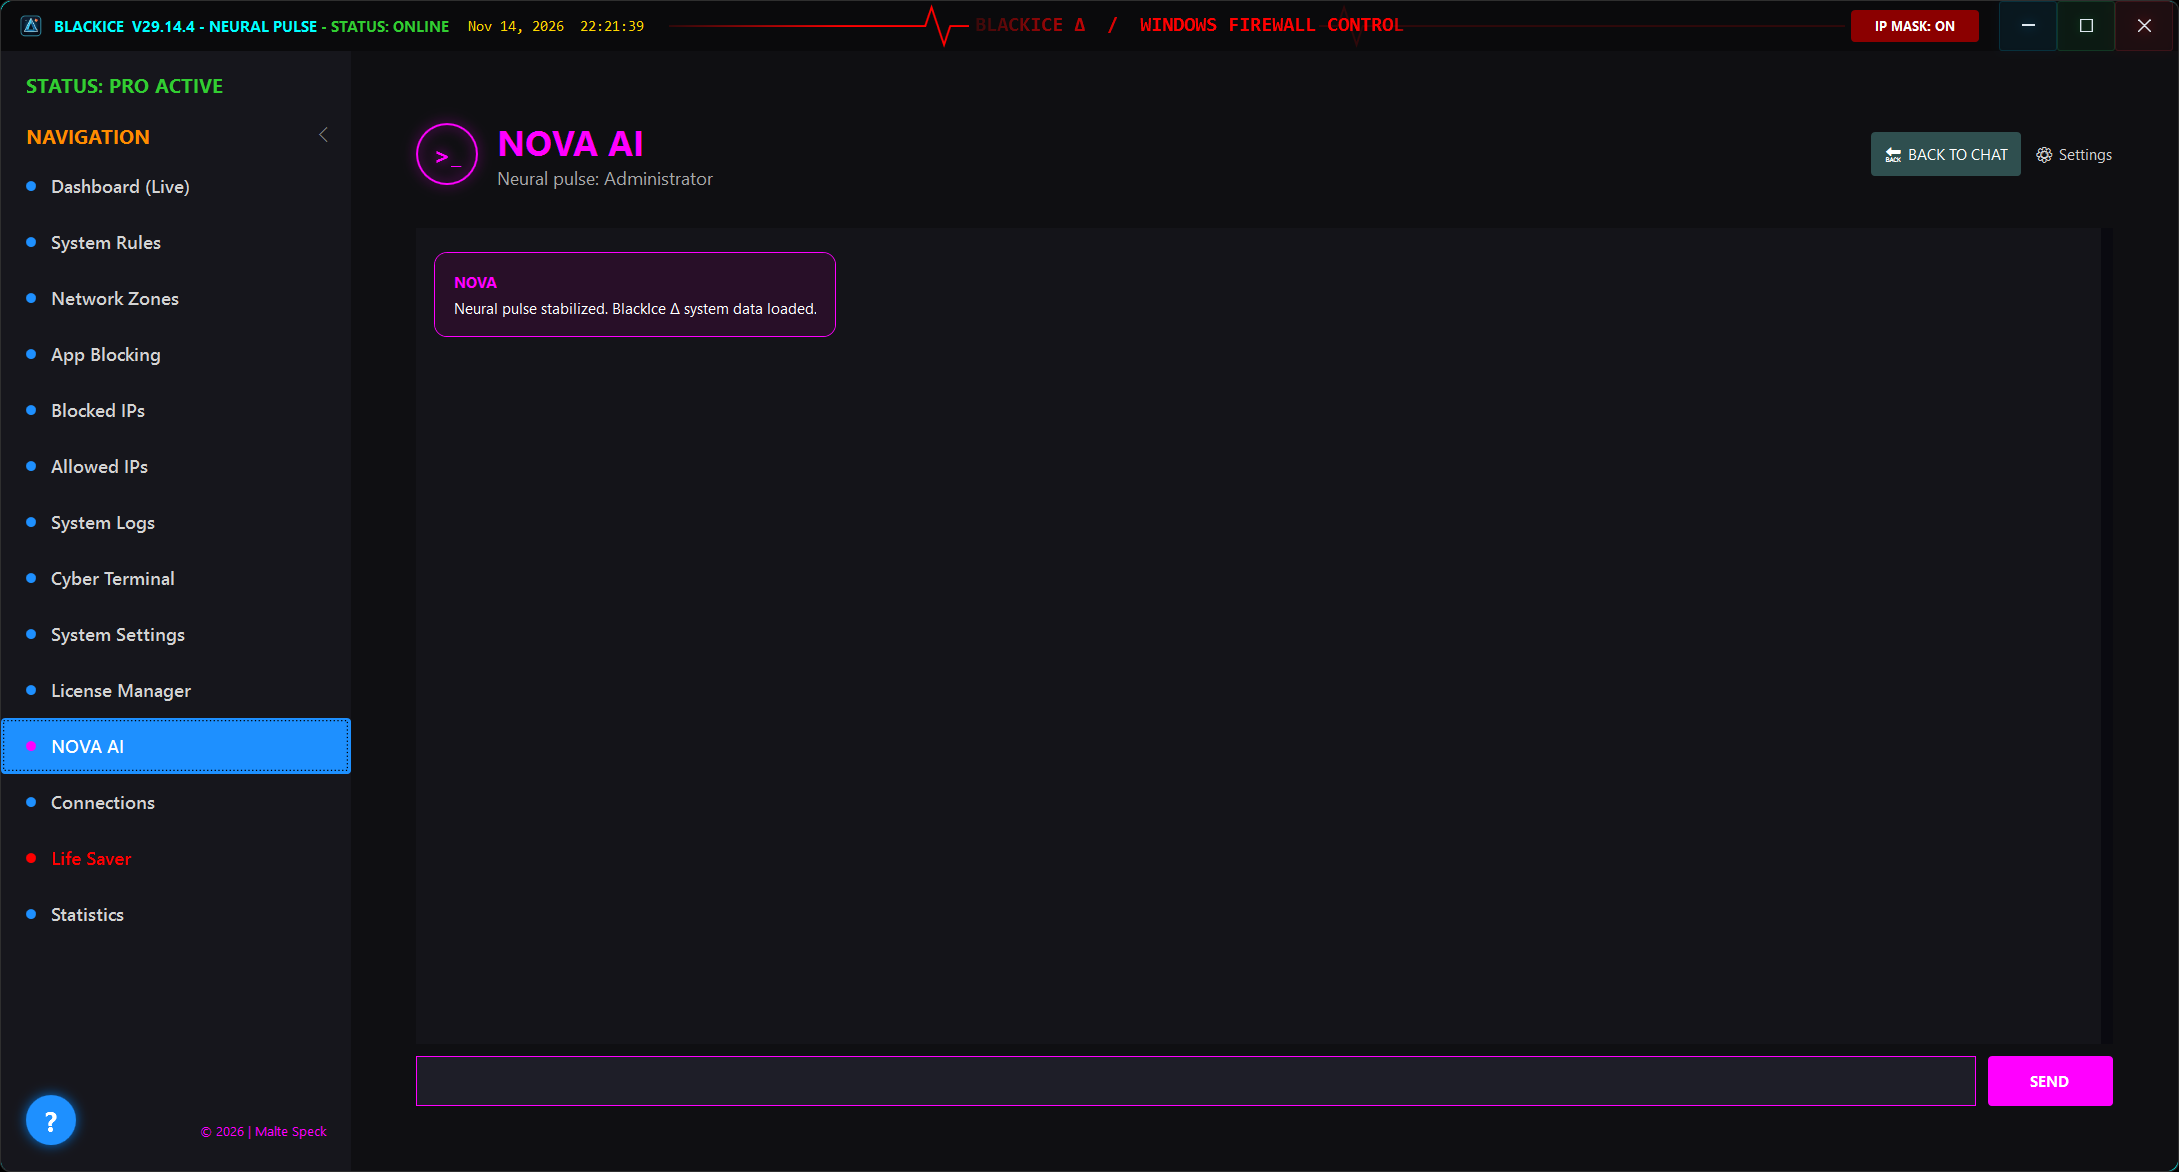 BLACKICE V29.14.4 - NEURAL PULSE - STATUS: ONLINE Nov 14, 2026 22:21:39
BLACKICE Δ / WINDOWS FIREWALL CONTROL
IP MASK: ON
STATUS: PRO ACTIVE
NAVIGATION
Dashboard (Live)
System Rules
Network Zones
App Blocking
Blocked IPs
Allowed IPs
System Logs
Cyber Terminal
System Settings
License Manager
NOVA AI
Connections
Life Saver
Statistics
?
© 2026 | Malte Speck
>_
NOVA AI
Neural pulse: Administrator
BACK
BACK TO CHAT
Settings
NOVA
Neural pulse stabilized. BlackIce Δ system data loaded.
SEND